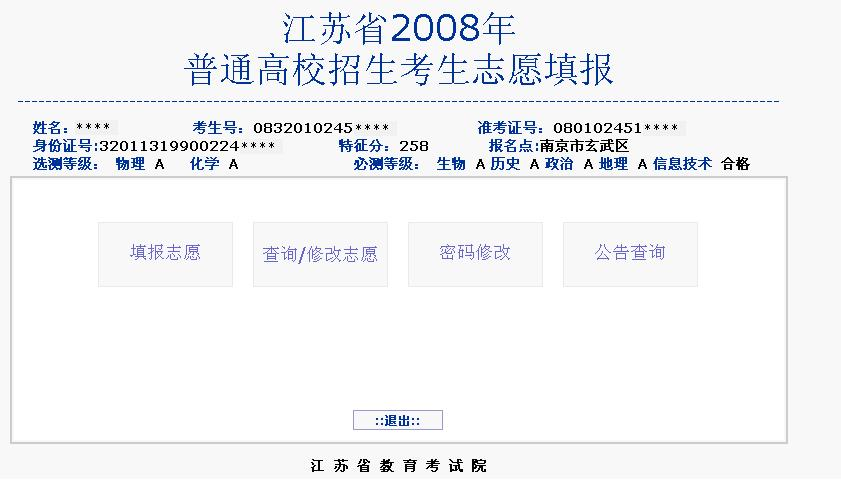 江苏省2008年
普通高校招生考生志愿填报
姓名：**** 考生号：0832010245**** 准考证号：080102451****
身份证号:32011319900224**** 特征分：258 报名点:南京市玄武区
选测等级： 物理 A 化学 A 必测等级： 生物 A 历史 A 政治 A 地理 A 信息技术 合格
填报志愿 查询/修改志愿 密码修改 公告查询
::退出::
江 苏 省 教 育 考 试 院